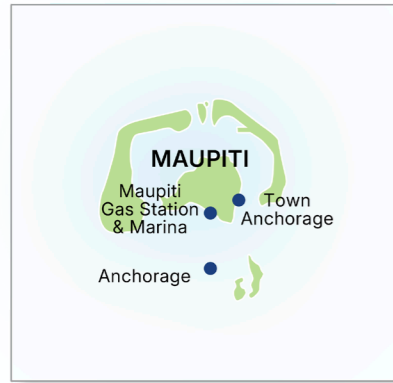 MAUPITI
Maupiti
Gas Station
& Marina
Town
Anchorage
Anchorage